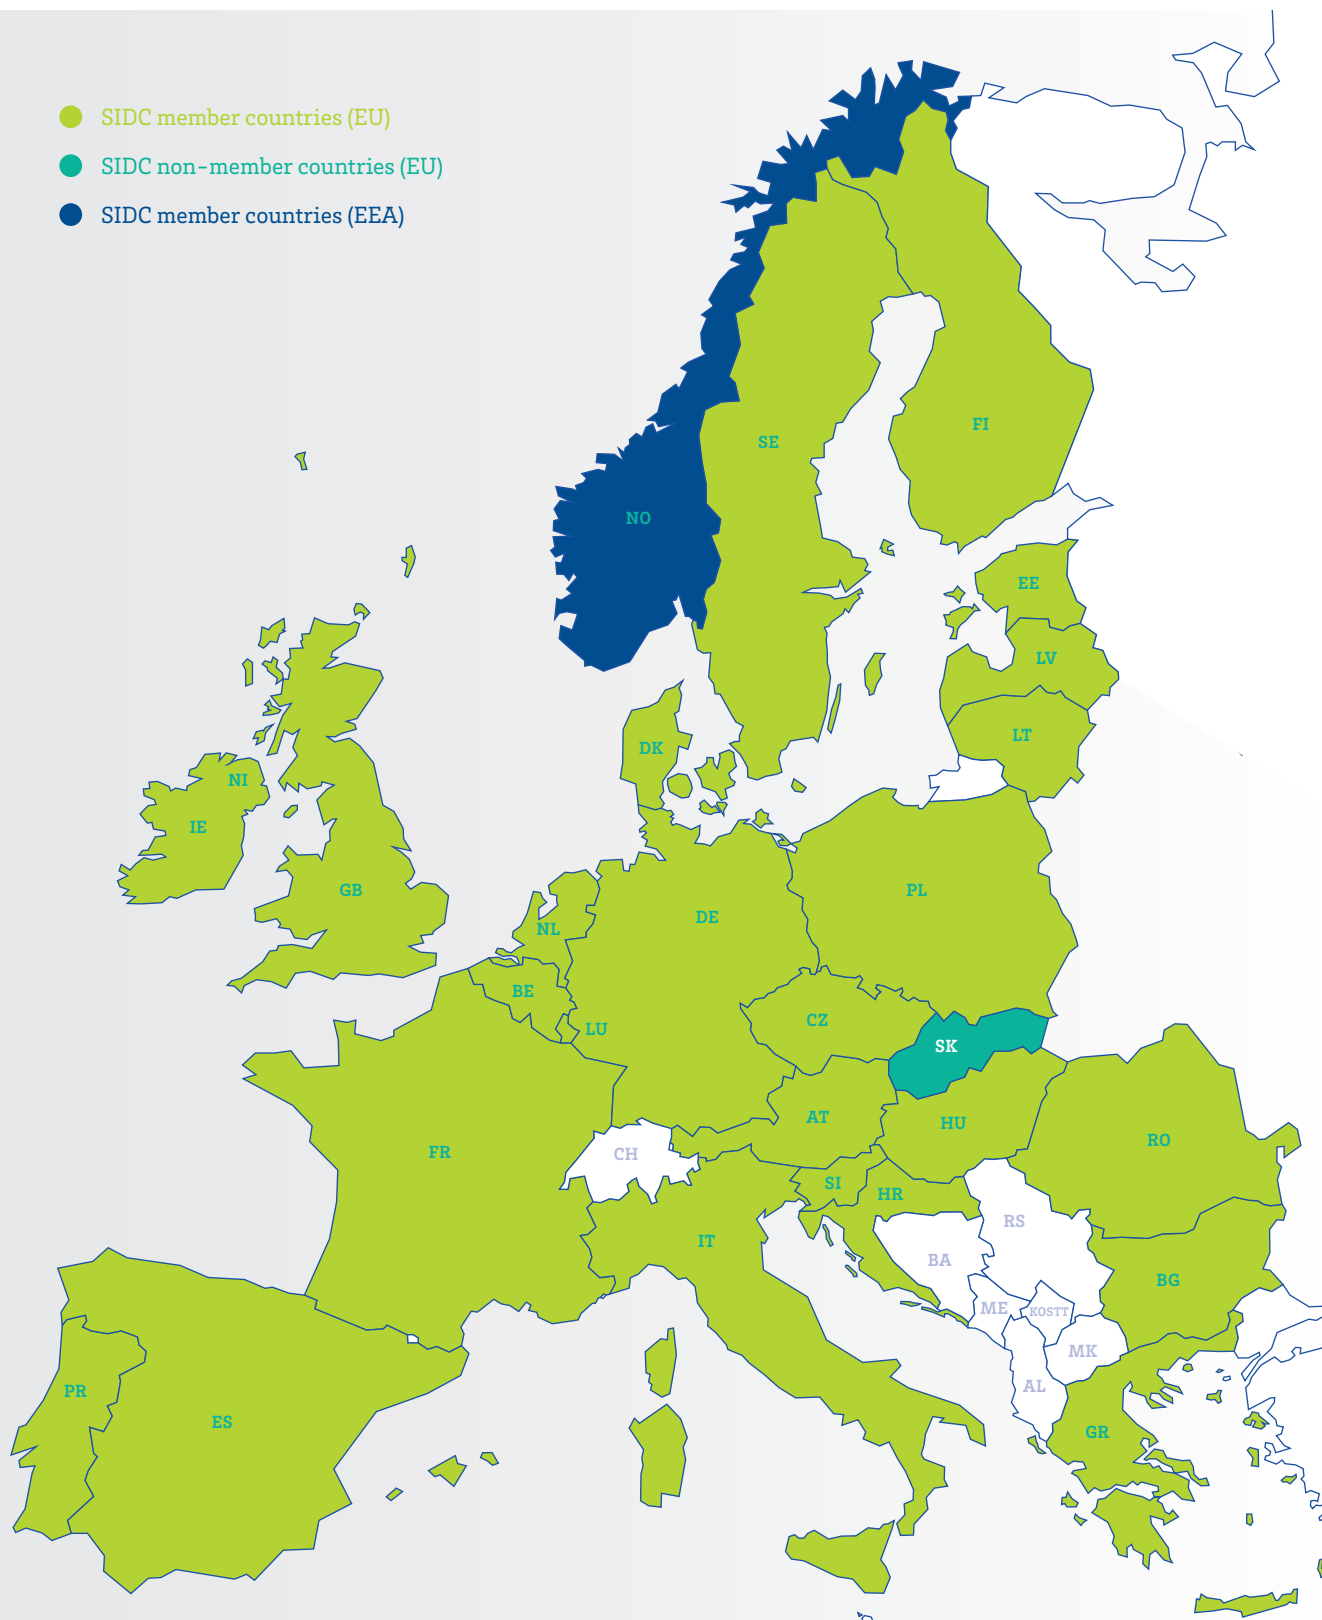 SIDC member countries (EU)
SIDC non-member countries (EU)
SIDC member countries (EEA)
FI
SE
NO
EE
LV
LT
DK
NI
IE
GB
PL
DE
NL
BE
LU
CZ
SK
AT
HU
RO
FR
CH
SI
HR
RS
IT
BA
BG
ME
KOSTT
MK
AL
PR
ES
GR